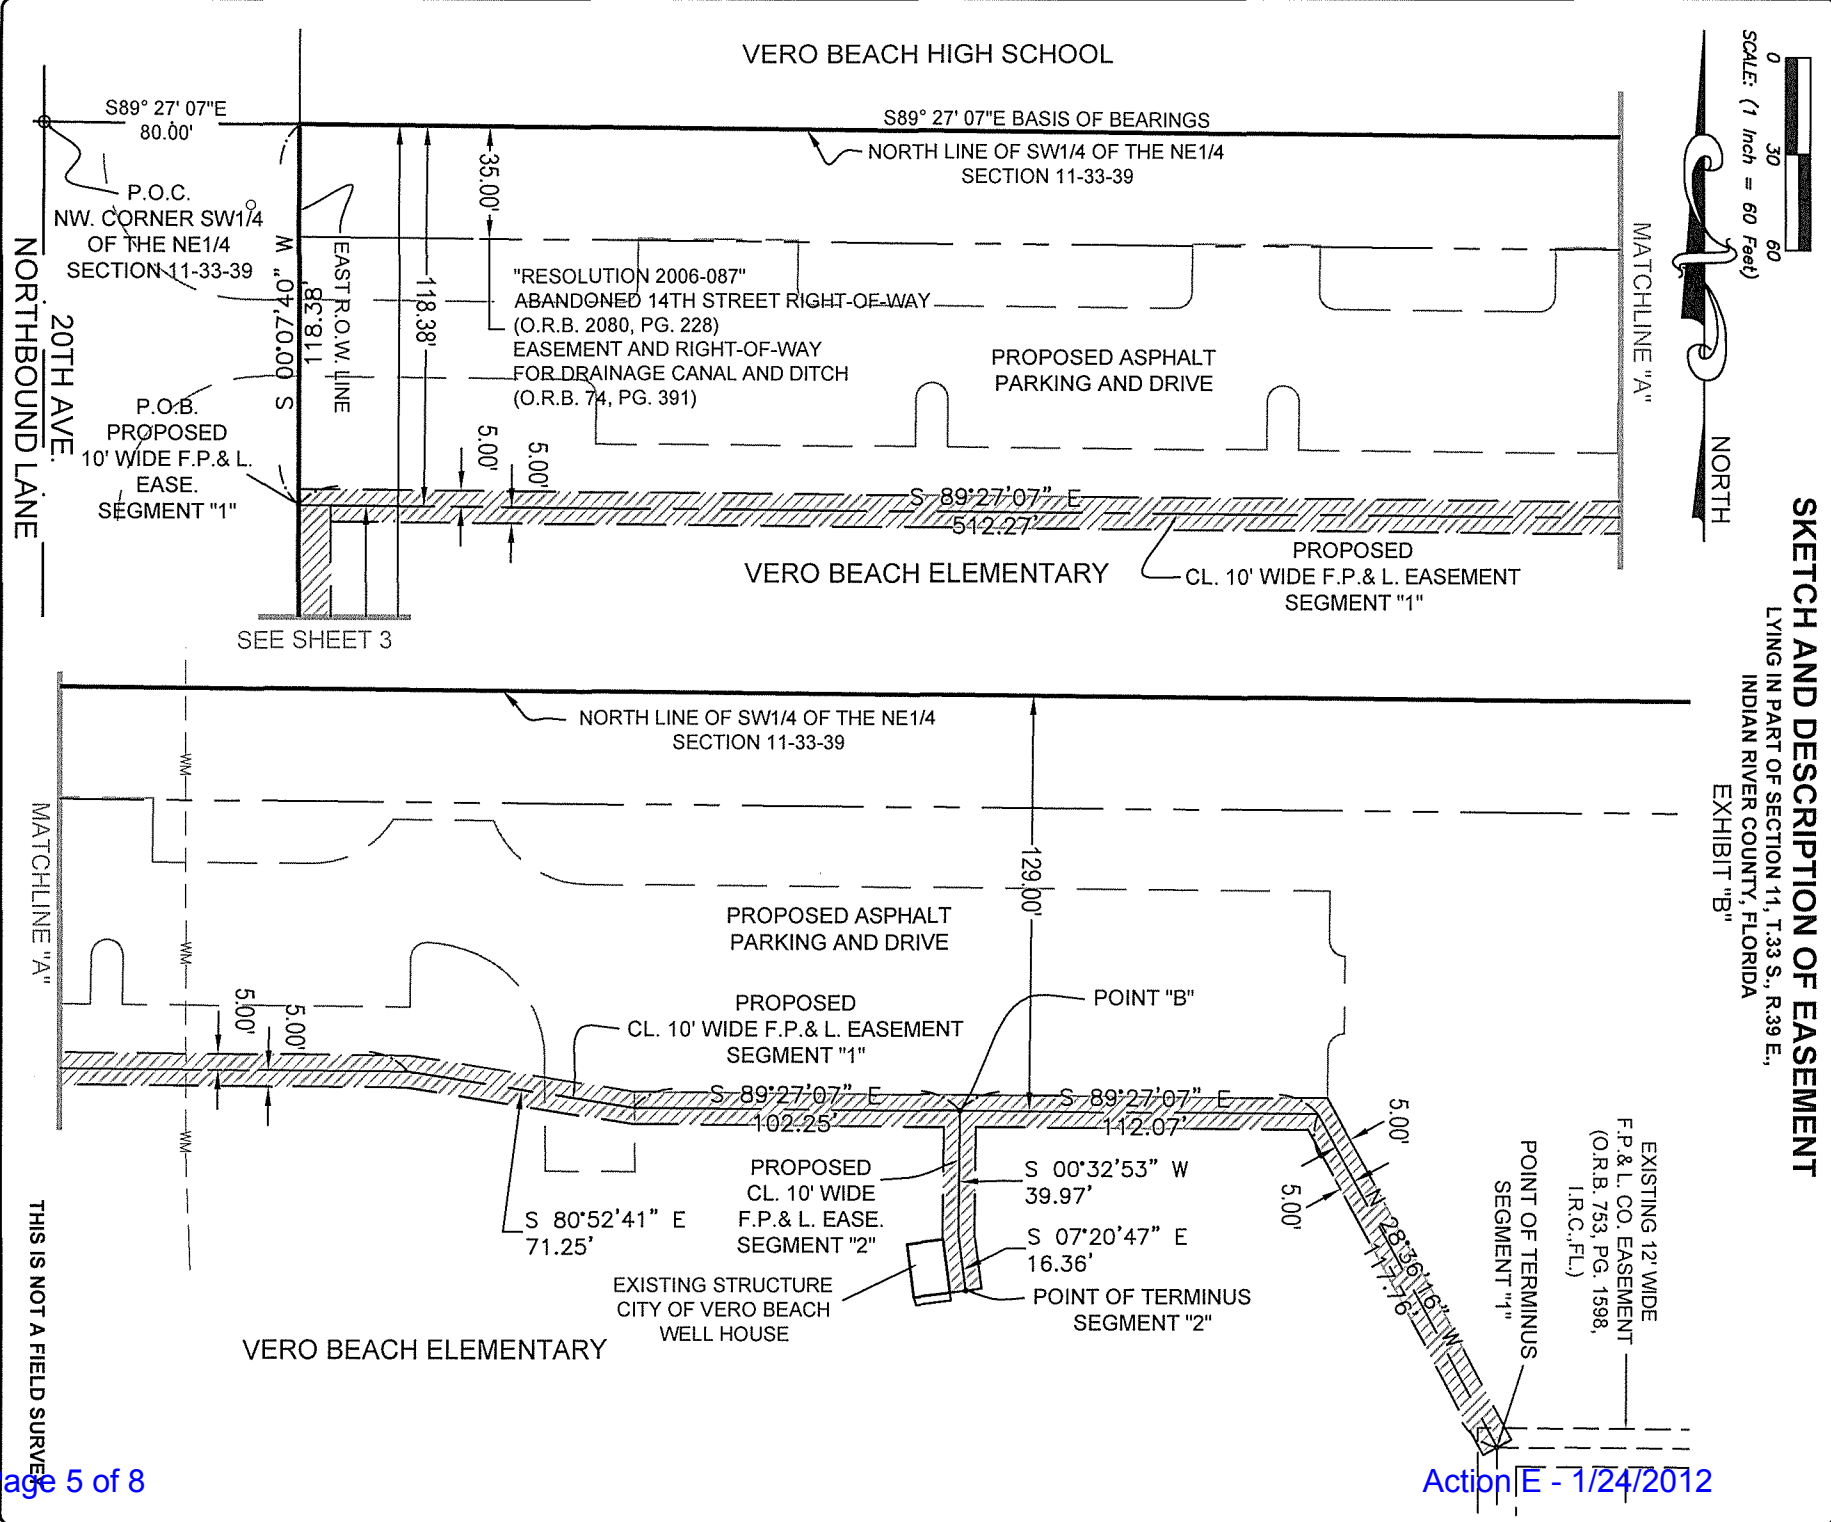 SKETCH AND DESCRIPTION OF EASEMENT
LYING IN PART OF SECTION 11, T.33 S., R.39 E.,
INDIAN RIVER COUNTY, FLORIDA
EXHIBIT "B"
0 30 60
SCALE: (1 Inch = 60 Feet)
NORTH
VERO BEACH HIGH SCHOOL
S89° 27' 07"E
80.00'
S89° 27' 07"E BASIS OF BEARINGS
NORTH LINE OF SW1/4 OF THE NE1/4
SECTION 11-33-39
MATCHLINE "A"
P.O.C.
NW. CORNER SW1/4
OF THE NE1/4
SECTION 11-33-39
35.00'
118.38'
EAST R.O.W. LINE
118.38'
S 00°07'40" W
"RESOLUTION 2006-087"
ABANDONED 14TH STREET RIGHT-OF-WAY
(O.R.B. 2080, PG. 228)
EASEMENT AND RIGHT-OF-WAY
FOR DRAINAGE CANAL AND DITCH
(O.R.B. 74, PG. 391)
PROPOSED ASPHALT
PARKING AND DRIVE
20TH AVE.
NORTHBOUND LANE
P.O.B.
PROPOSED
10' WIDE F.P.& L.
EASE.
SEGMENT "1"
5.00'
5.00'
S 89°27'07" E
512.27'
VERO BEACH ELEMENTARY
PROPOSED
CL. 10' WIDE F.P.& L. EASEMENT
SEGMENT "1"
SEE SHEET 3
NORTH LINE OF SW1/4 OF THE NE1/4
SECTION 11-33-39
WM
WM
WM
MATCHLINE "A"
129.00'
PROPOSED ASPHALT
PARKING AND DRIVE
POINT "B"
PROPOSED
CL. 10' WIDE F.P.& L. EASEMENT
SEGMENT "1"
5.00'
5.00'
S 89°27'07" E
102.25'
S 89°27'07" E
112.07'
5.00'
5.00'
N 28°36'16" W
117.76'
EXISTING 12' WIDE
F.P.& L. CO. EASEMENT
(O.R.B. 753, PG. 1598,
I.R.C.,FL.)
POINT OF TERMINUS
SEGMENT "1"
PROPOSED
CL. 10' WIDE
F.P.& L. EASE.
SEGMENT "2"
S 00°32'53" W
39.97'
S 80°52'41" E
71.25'
S 07°20'47" E
16.36'
EXISTING STRUCTURE
CITY OF VERO BEACH
WELL HOUSE
POINT OF TERMINUS
SEGMENT "2"
VERO BEACH ELEMENTARY
THIS IS NOT A FIELD SURVEY
age 5 of 8
Action E - 1/24/2012